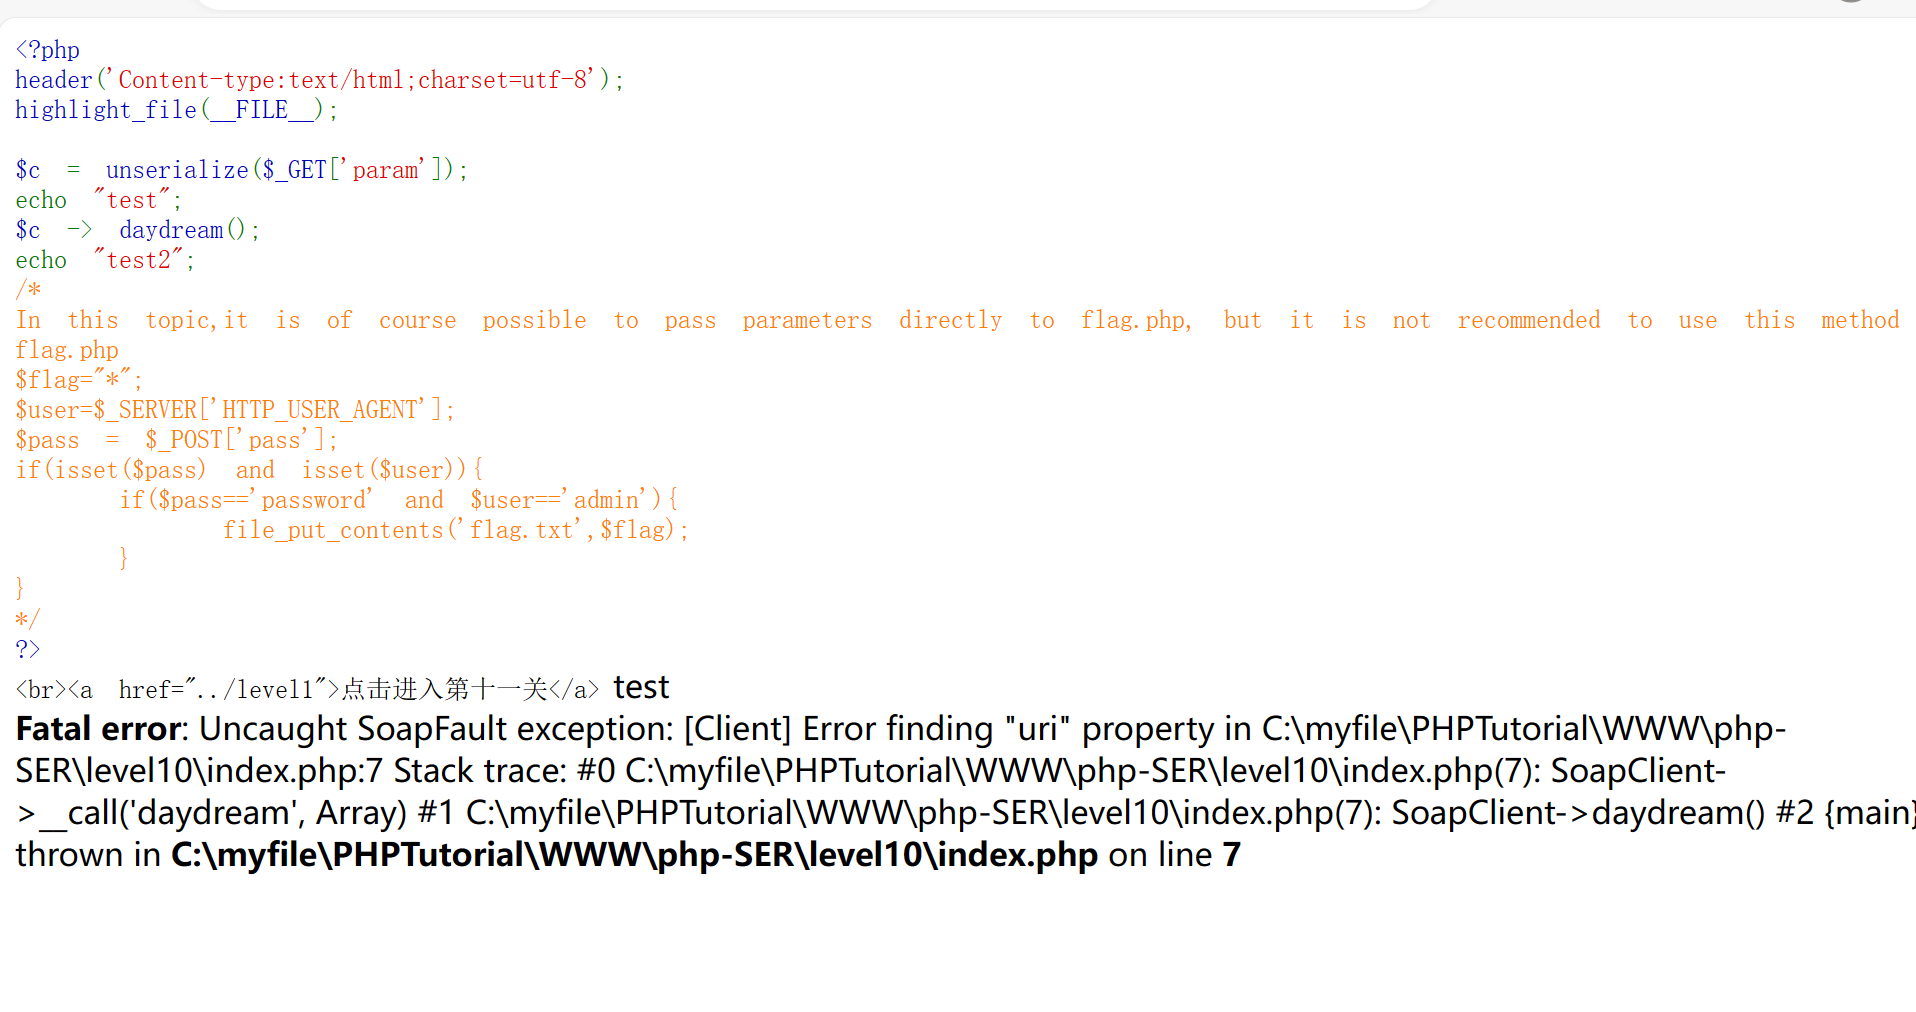 <?php
header('Content-type:text/html;charset=utf-8');
highlight_file(__FILE__);
$c = unserialize($_GET['param']);
echo "test";
$c -> daydream();
echo "test2";
/*
In this topic,it is of course possible to pass parameters directly to flag.php, but it is not recommended to use this method
flag.php
$flag="*";
$user=$_SERVER['HTTP_USER_AGENT'];
$pass = $_POST['pass'];
if(isset($pass) and isset($user)){
if($pass=='password' and $user=='admin'){
file_put_contents('flag.txt',$flag);
}
}
*/
?>
<br><a href="../level1">点击进入第十一关</a> test
Fatal error: Uncaught SoapFault exception: [Client] Error finding "uri" property in C:\myfile\PHPTutorial\WWW\php-
SER\level10\index.php:7 Stack trace: #0 C:\myfile\PHPTutorial\WWW\php-SER\level10\index.php(7): SoapClient-
>__call('daydream', Array) #1 C:\myfile\PHPTutorial\WWW\php-SER\level10\index.php(7): SoapClient->daydream() #2 {main}
thrown in C:\myfile\PHPTutorial\WWW\php-SER\level10\index.php on line 7